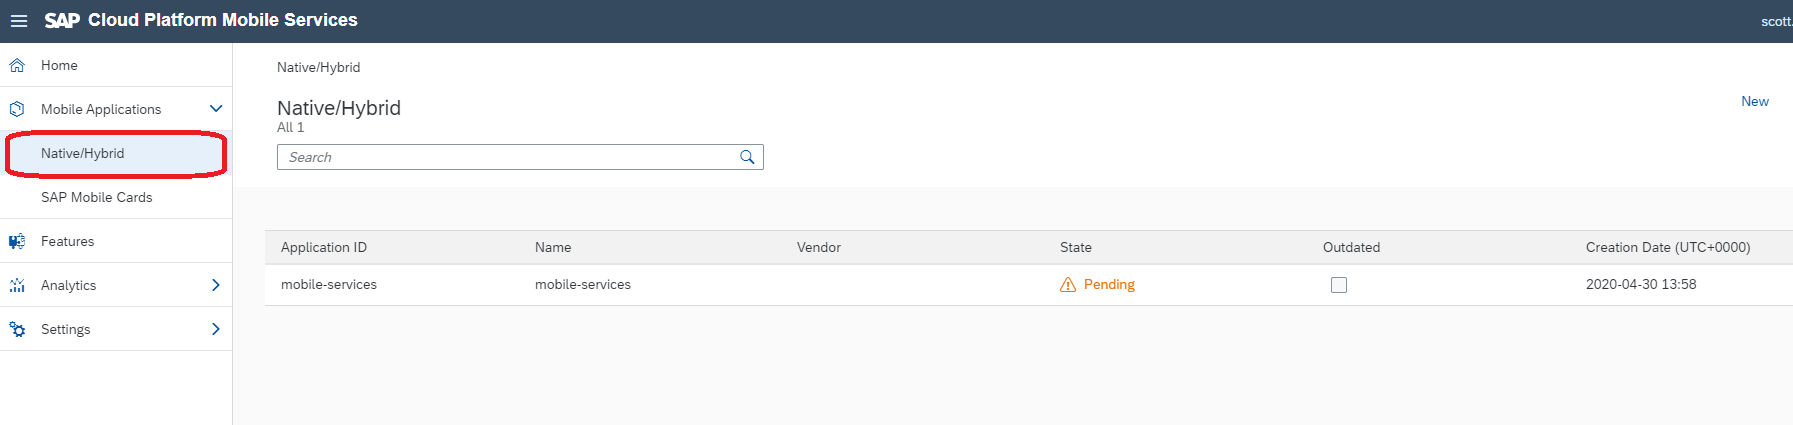 SAP Cloud Platform Mobile Services
scott.
Home
Mobile Applications
Native/Hybrid
SAP Mobile Cards
Features
Analytics
Settings
Native/Hybrid
Native/Hybrid
All 1
New
Search
Application ID Name Vendor State Outdated Creation Date (UTC+0000)
mobile-services mobile-services Pending 2020-04-30 13:58